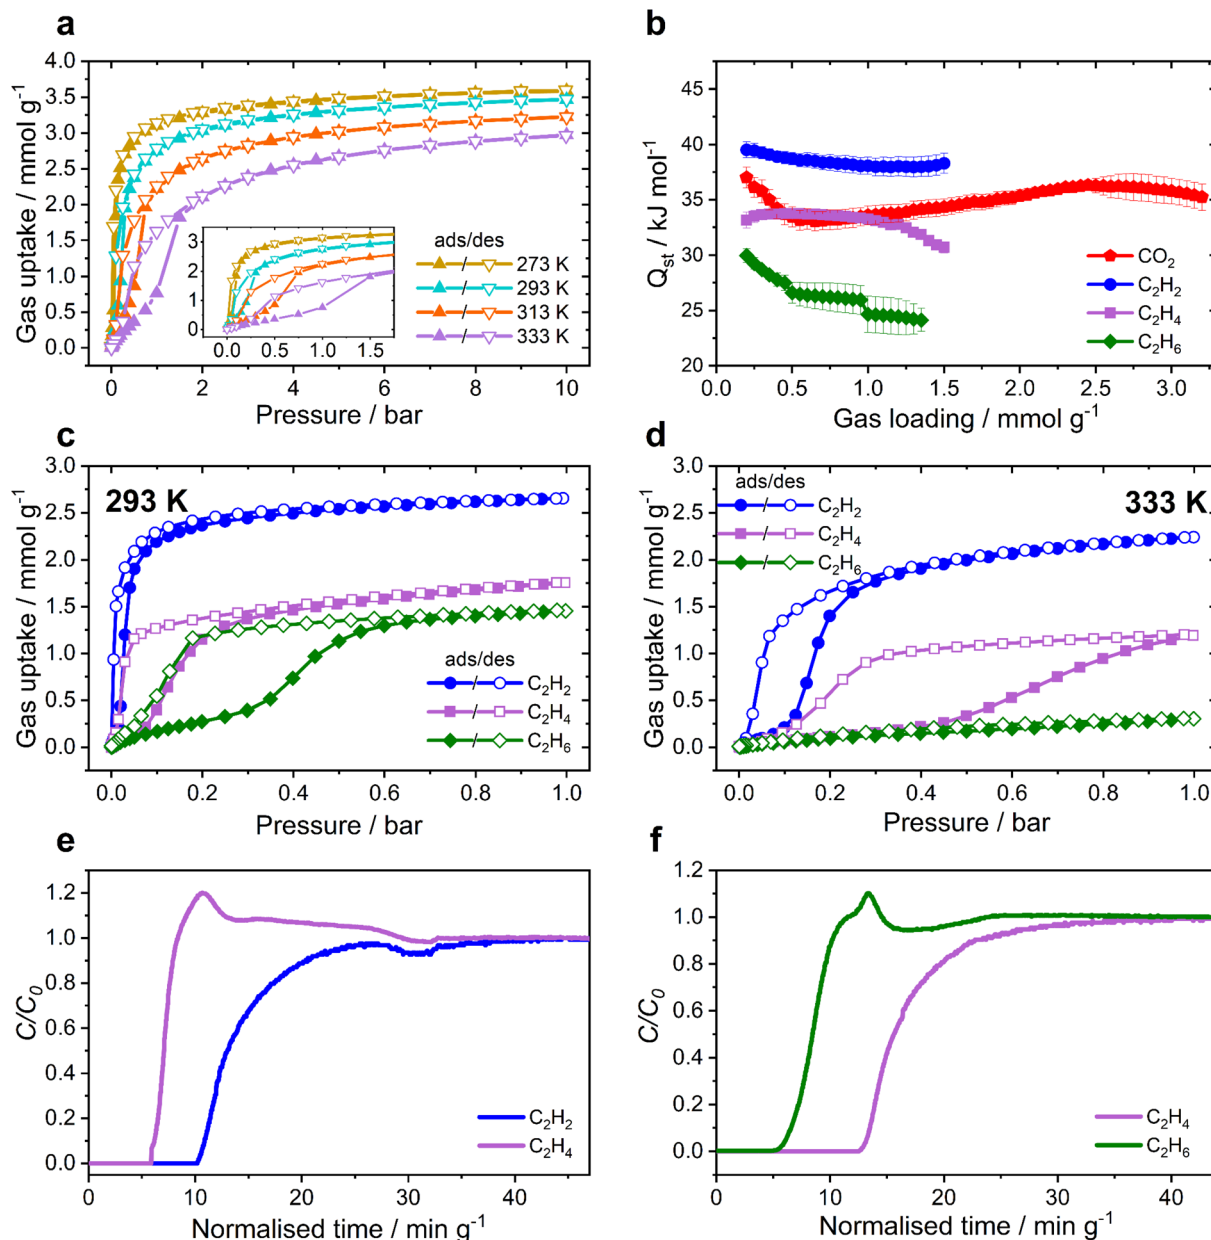 a
Gas uptake / mmol g⁻¹
4.0
3.5
3.0
2.5
2.0
1.5
1.0
0.5
0.0
0 2 4 6 8 10
Pressure / bar
3
2
1
0
0.0 0.5 1.0 1.5
ads/des
/ 273 K
/ 293 K
/ 313 K
/ 333 K
b
Qst / kJ mol⁻¹
45
40
35
30
25
20
0.0 0.5 1.0 1.5 2.0 2.5 3.0
Gas loading / mmol g⁻¹
CO₂
C₂H₂
C₂H₄
C₂H₆
c
293 K
Gas uptake / mmol g⁻¹
3.0
2.5
2.0
1.5
1.0
0.5
0.0
0.0 0.2 0.4 0.6 0.8 1.0
Pressure / bar
ads/des
/ C₂H₂
/ C₂H₄
/ C₂H₆
d
333 K
Gas uptake / mmol g⁻¹
3.0
2.5
2.0
1.5
1.0
0.5
0.0
0.0 0.2 0.4 0.6 0.8 1.0
Pressure / bar
ads/des
/ C₂H₂
/ C₂H₄
/ C₂H₆
e
C/C₀
1.2
1.0
0.8
0.6
0.4
0.2
0.0
0 10 20 30 40
Normalised time / min g⁻¹
C₂H₂
C₂H₄
f
C/C₀
1.2
1.0
0.8
0.6
0.4
0.2
0.0
0 10 20 30 40
Normalised time / min g⁻¹
C₂H₄
C₂H₆